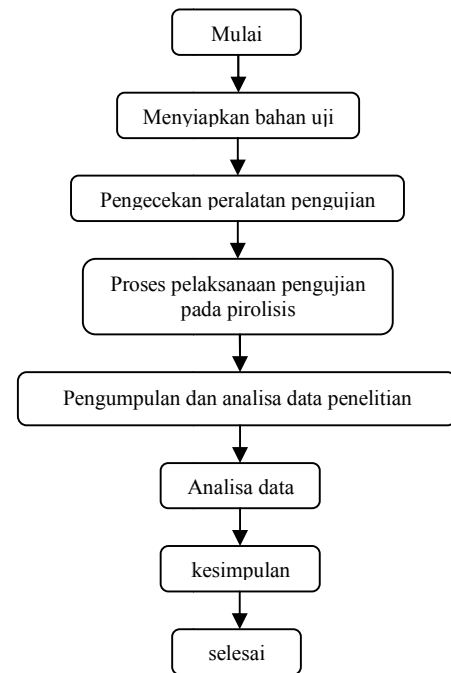 Mulai
Menyiapkan bahan uji
Pengecekan peralatan pengujian
Proses pelaksanaan pengujian
pada pirolisis
Pengumpulan dan analisa data penelitian
Analisa data
kesimpulan
selesai